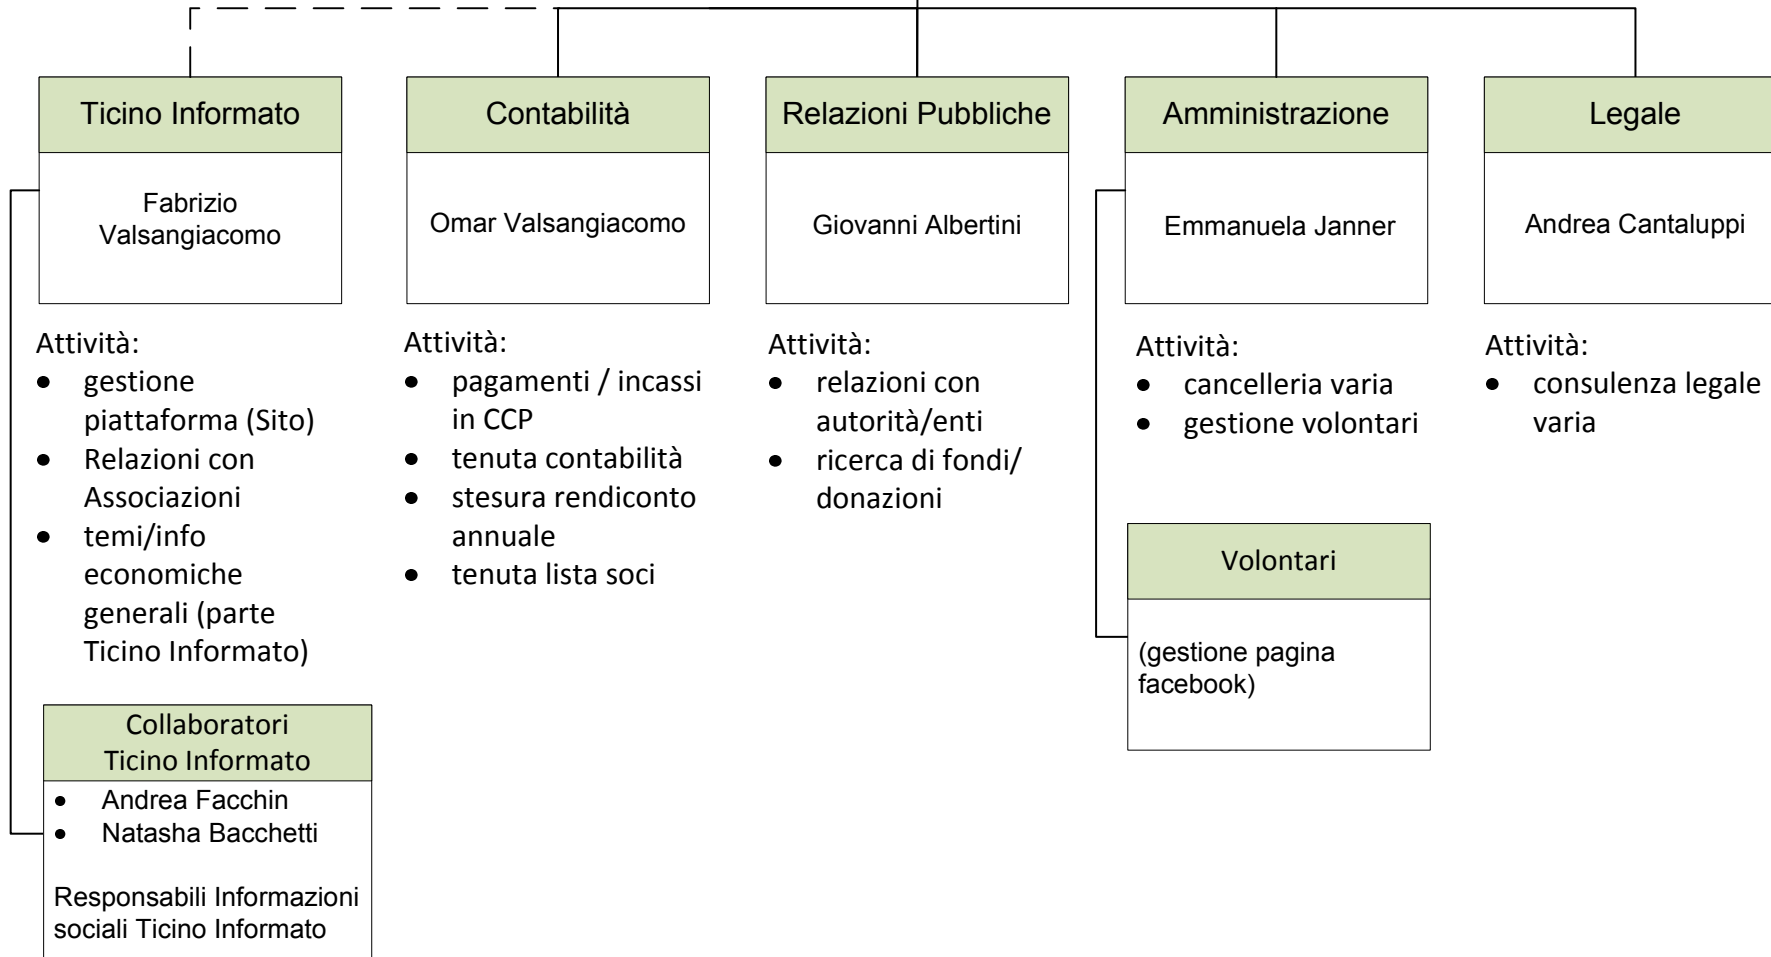 Ticino Informato
Fabrizio
Valsangiacomo
Attività:
• gestione
piattaforma (Sito)
• Relazioni con
Associazioni
• temi/info
economiche
generali (parte
Ticino Informato)
Collaboratori
Ticino Informato
• Andrea Facchin
• Natasha Bacchetti
Responsabili Informazioni
sociali Ticino Informato
Contabilità
Omar Valsangiacomo
Attività:
• pagamenti / incassi
in CCP
• tenuta contabilità
• stesura rendiconto
annuale
• tenuta lista soci
Relazioni Pubbliche
Giovanni Albertini
Attività:
• relazioni con
autorità/enti
• ricerca di fondi/
donazioni
Amministrazione
Emmanuela Janner
Attività:
• cancelleria varia
• gestione volontari
Volontari
(gestione pagina
facebook)
Legale
Andrea Cantaluppi
Attività:
• consulenza legale
varia